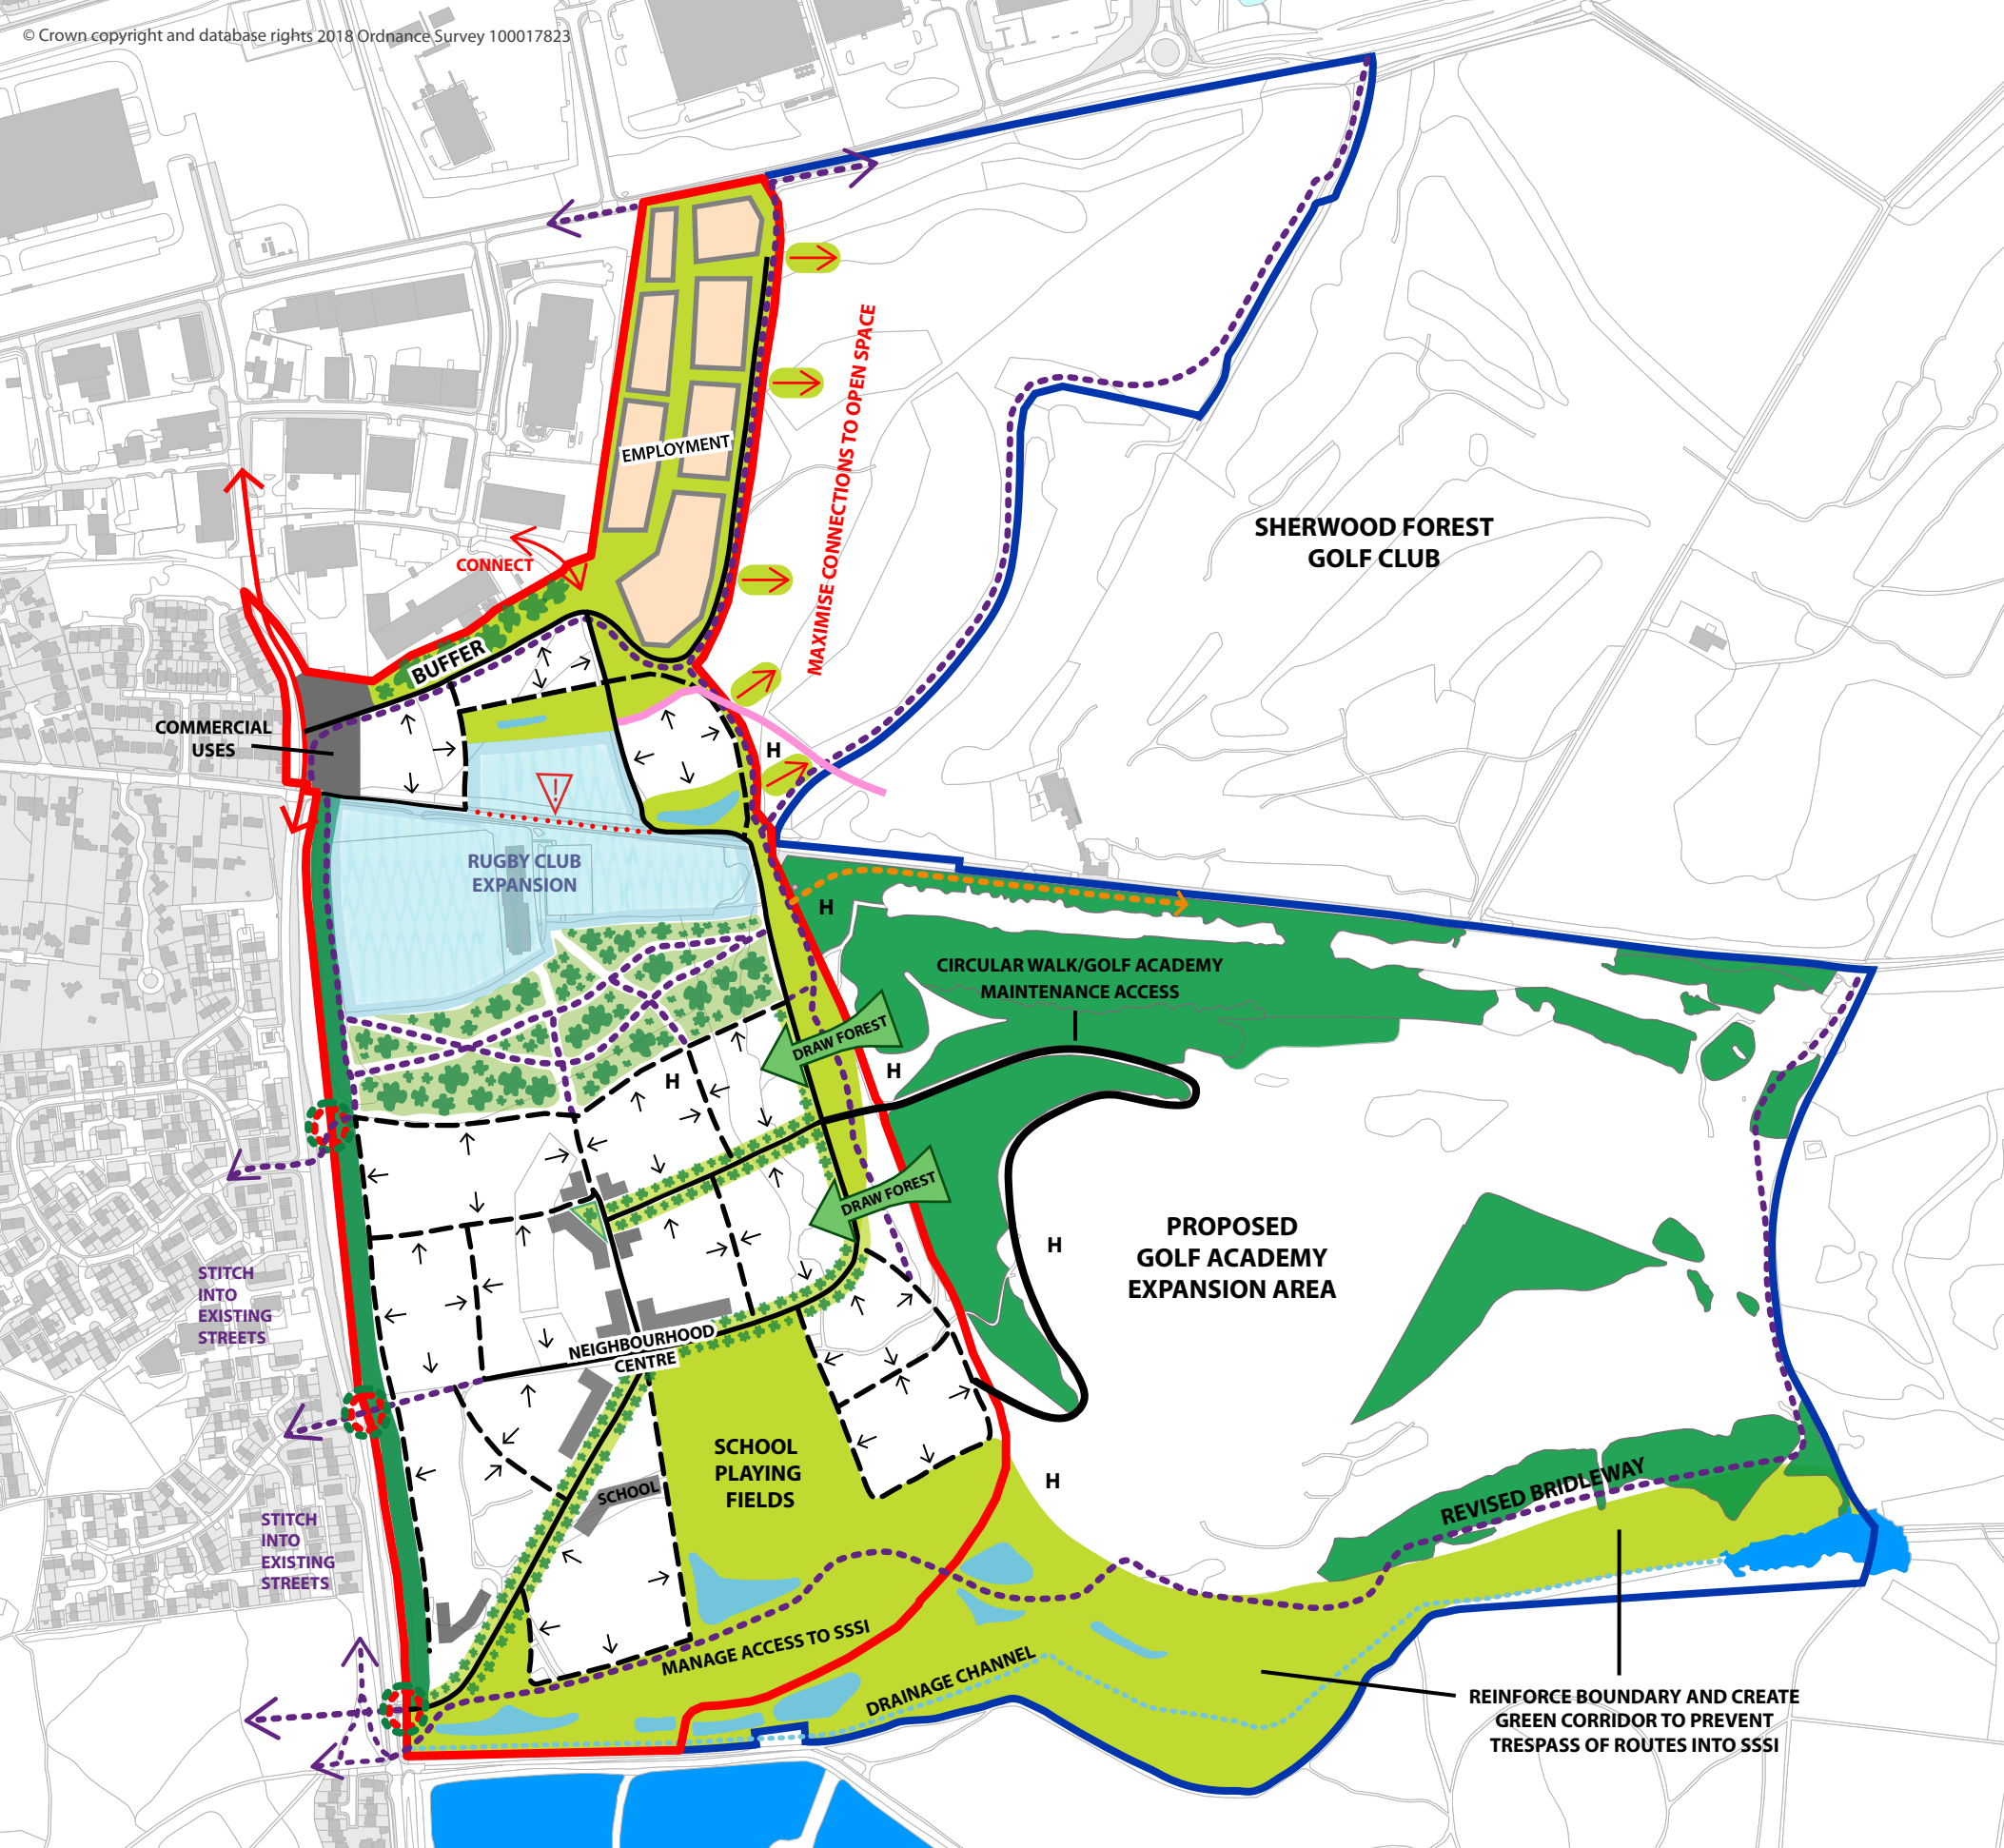 © Crown copyright and database rights 2018 Ordnance Survey 100017823
EMPLOYMENT
MAXIMISE CONNECTIONS TO OPEN SPACE
SHERWOOD FOREST
GOLF CLUB
CONNECT
BUFFER
COMMERCIAL
USES
H
!
RUGBY CLUB
EXPANSION
H
CIRCULAR WALK/GOLF ACADEMY
MAINTENANCE ACCESS
DRAW FOREST
H
H
DRAW FOREST
H
PROPOSED
GOLF ACADEMY
EXPANSION AREA
STITCH
INTO
EXISTING
STREETS
NEIGHBOURHOOD
CENTRE
SCHOOL
PLAYING
FIELDS
H
SCHOOL
REVISED BRIDLEWAY
STITCH
INTO
EXISTING
STREETS
MANAGE ACCESS TO SSSI
DRAINAGE CHANNEL
REINFORCE BOUNDARY AND CREATE
GREEN CORRIDOR TO PREVENT
TRESPASS OF ROUTES INTO SSSI